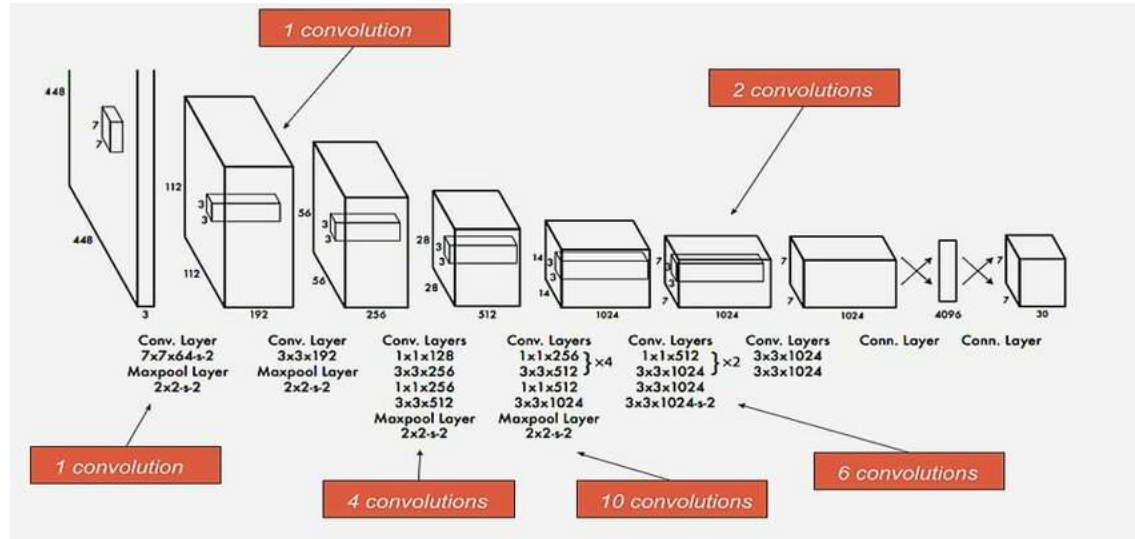 1 convolution
2 convolutions
448
448
7
7
3
112
112
3
3
192
56
56
3
3
256
28
28
3
3
512
14
14
3
3
1024
7
7
3
3
1024
7
7
1024
4096
7
7
30
Conv. Layer
7x7x64-s-2
Maxpool Layer
2x2-s-2
Conv. Layer
3x3x192
Maxpool Layer
2x2-s-2
Conv. Layers
1x1x128
3x3x256
1x1x256
3x3x512
Maxpool Layer
2x2-s-2
Conv. Layers
1x1x256
3x3x512
} ×4
1x1x512
3x3x1024
Maxpool Layer
2x2-s-2
Conv. Layers
1x1x512
3x3x1024
} ×2
3x3x1024
3x3x1024-s-2
Conv. Layers
3x3x1024
3x3x1024
Conn. Layer
Conn. Layer
1 convolution
4 convolutions
10 convolutions
6 convolutions